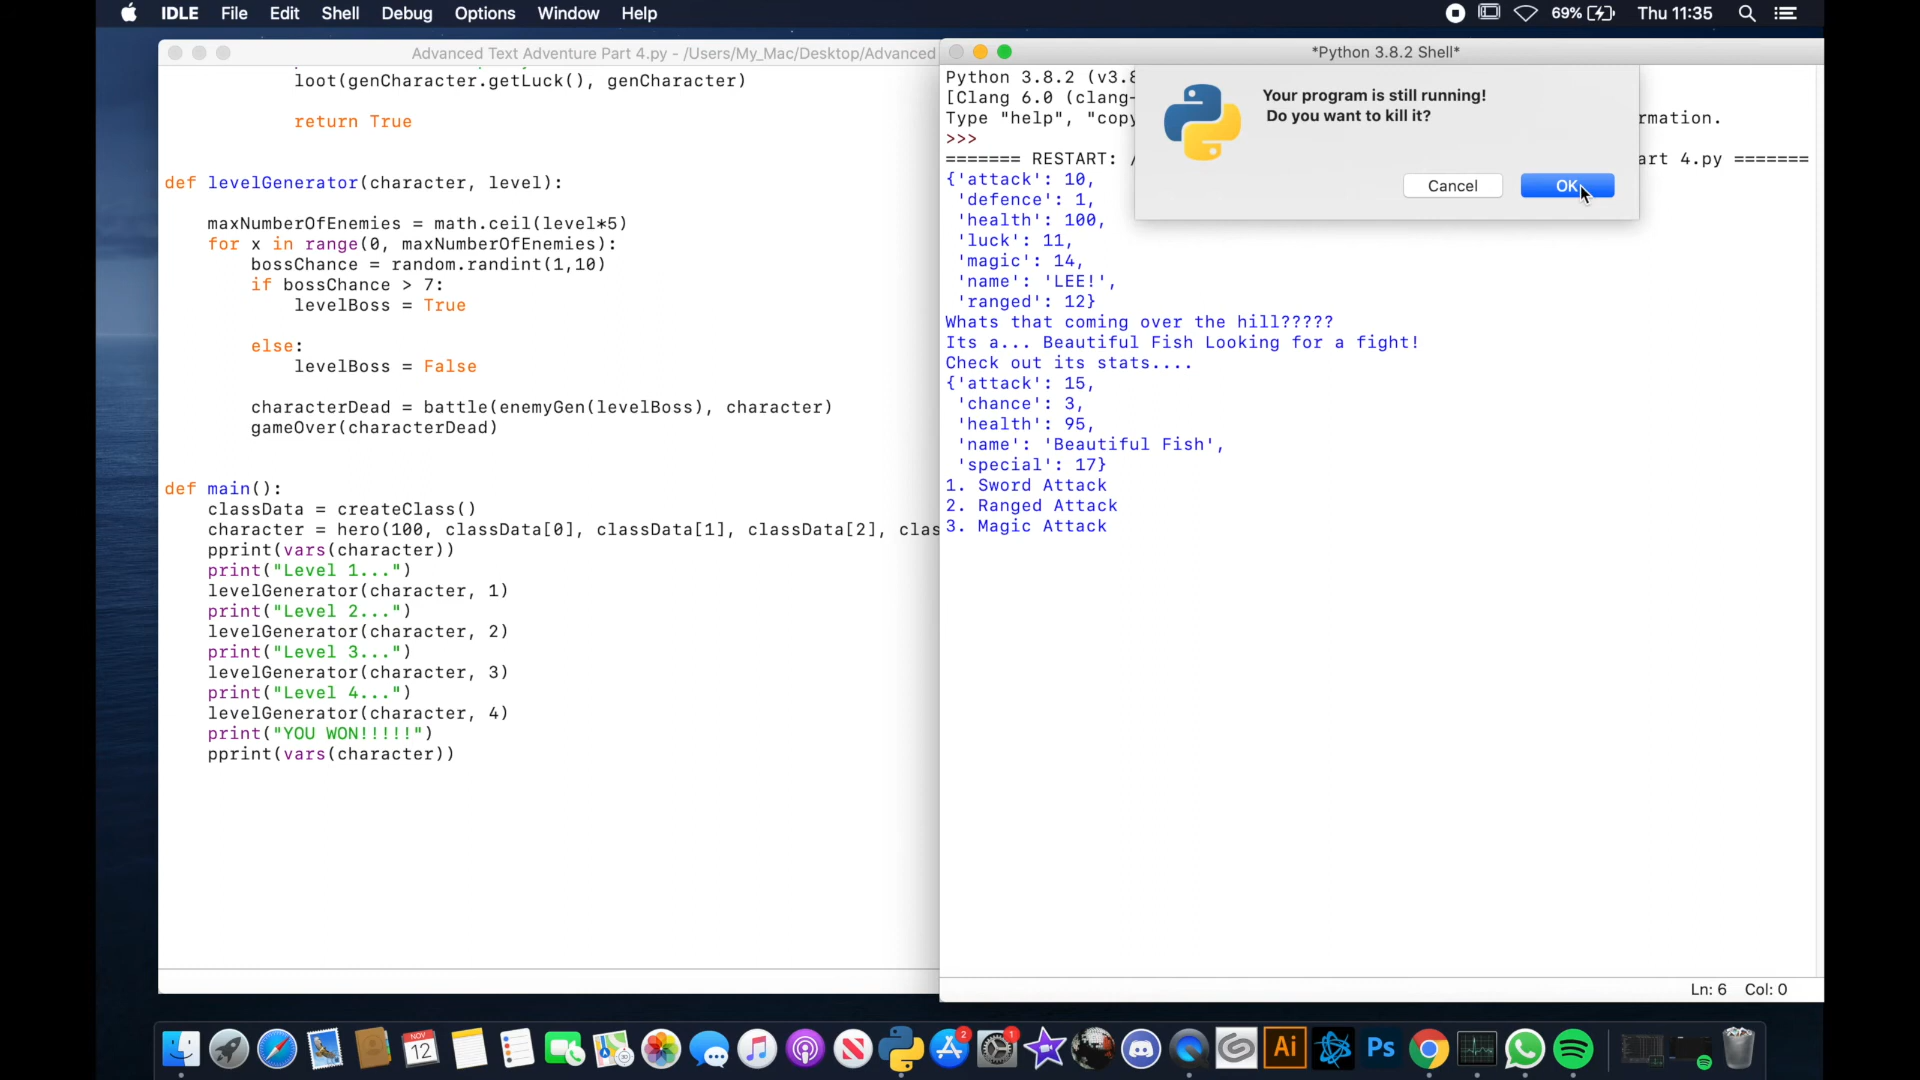 IDLE File Edit Shell Debug Options Window Help
69% Thu 11:35
Advanced Text Adventure Part 4.py - /Users/My_Mac/Desktop/Advanced
loot(genCharacter.getLuck(), genCharacter)
return True
def levelGenerator(character, level):
maxNumberOfEnemies = math.ceil(level*5)
for x in range(0, maxNumberOfEnemies):
bossChance = random.randint(1,10)
if bossChance > 7:
levelBoss = True
else:
levelBoss = False
characterDead = battle(enemyGen(levelBoss), character)
gameOver(characterDead)
def main():
classData = createClass()
character = hero(100, classData[0], classData[1], classData[2], clas
pprint(vars(character))
print("Level 1...")
levelGenerator(character, 1)
print("Level 2...")
levelGenerator(character, 2)
print("Level 3...")
levelGenerator(character, 3)
print("Level 4...")
levelGenerator(character, 4)
print("YOU WON!!!!!")
pprint(vars(character))
*Python 3.8.2 Shell*
Python 3.8.2 (v3.8
[Clang 6.0 (clang-
Type "help", "copy rmation.
>>>
======= RESTART: / art 4.py =======
{'attack': 10,
'defence': 1,
'health': 100,
'luck': 11,
'magic': 14,
'name': 'LEE!',
'ranged': 12}
Whats that coming over the hill?????
Its a... Beautiful Fish Looking for a fight!
Check out its stats....
{'attack': 15,
'chance': 3,
'health': 95,
'name': 'Beautiful Fish',
'special': 17}
1. Sword Attack
2. Ranged Attack
3. Magic Attack
Your program is still running!
Do you want to kill it?
Cancel OK
Ln: 6 Col: 0
NOV
12
3D
2
1
Ai
Ps